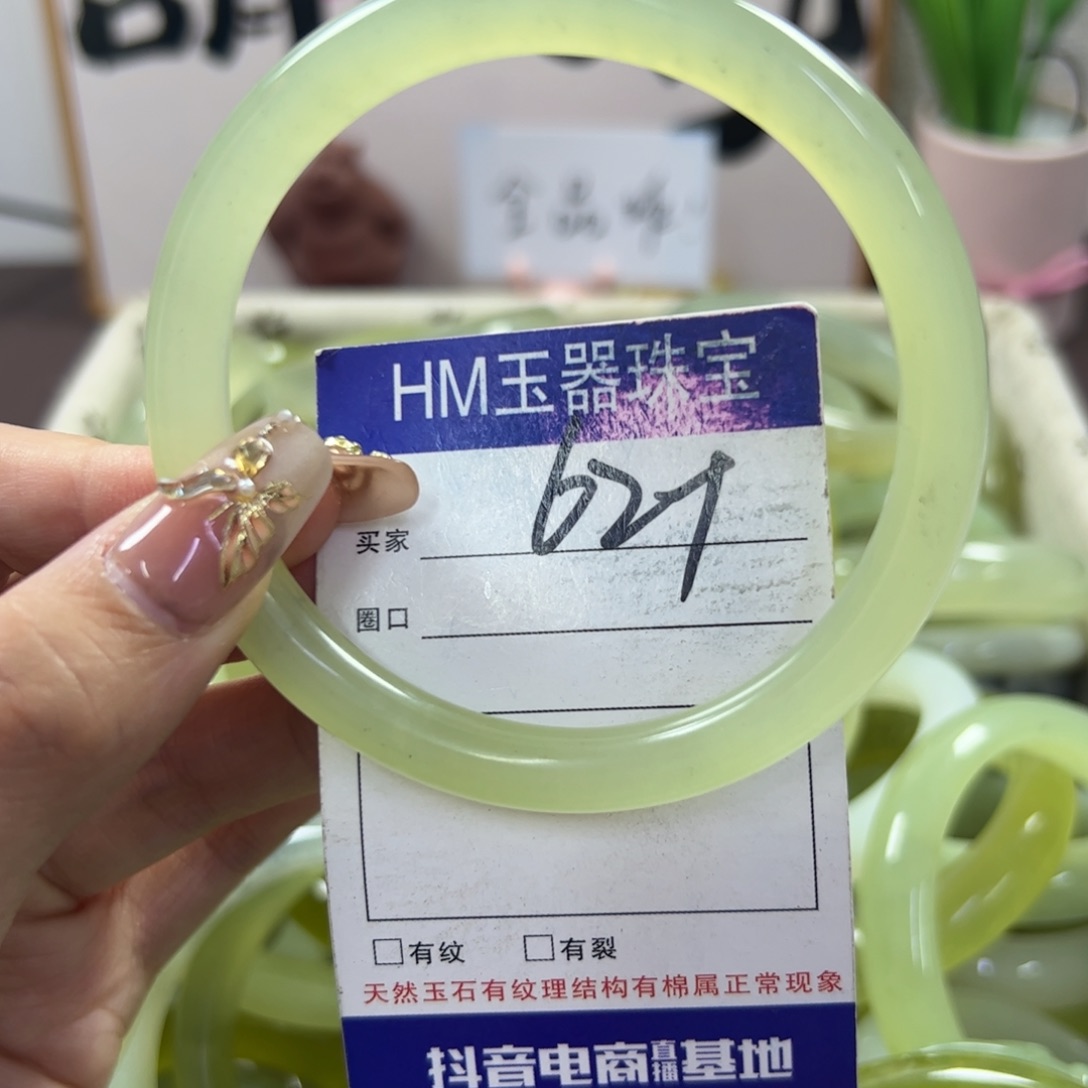 HM玉器珠宝
627
买家
圈口
有纹 有裂
天然玉石有纹理结构有棉属正常现象
抖音电商直播基地